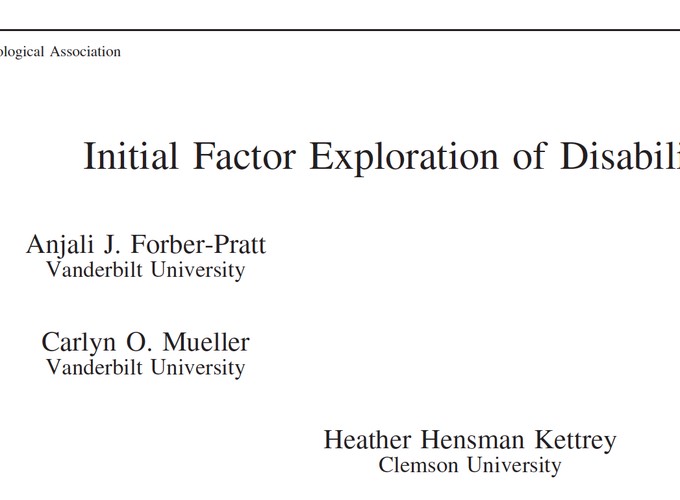 ological Association
Initial Factor Exploration of Disabili
Anjali J. Forber-Pratt
Vanderbilt University
Carlyn O. Mueller
Vanderbilt University
Heather Hensman Kettrey
Clemson University